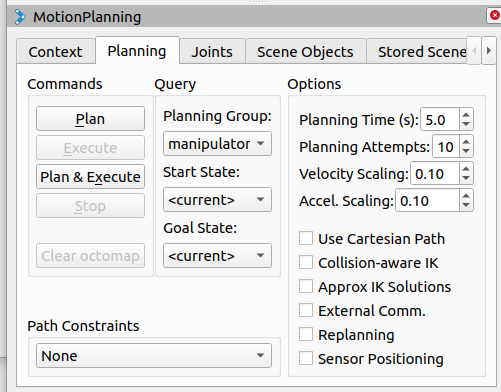 MotionPlanning
Context
Planning
Joints
Scene Objects
Stored Scene
Commands
Plan
Execute
Plan & Execute
Stop
Clear octomap
Query
Planning Group:
manipulator
Start State:
<current>
Goal State:
<current>
Options
Planning Time (s): 5.0
Planning Attempts: 10
Velocity Scaling: 0.10
Accel. Scaling: 0.10
Use Cartesian Path
Collision-aware IK
Approx IK Solutions
External Comm.
Replanning
Sensor Positioning
Path Constraints
None